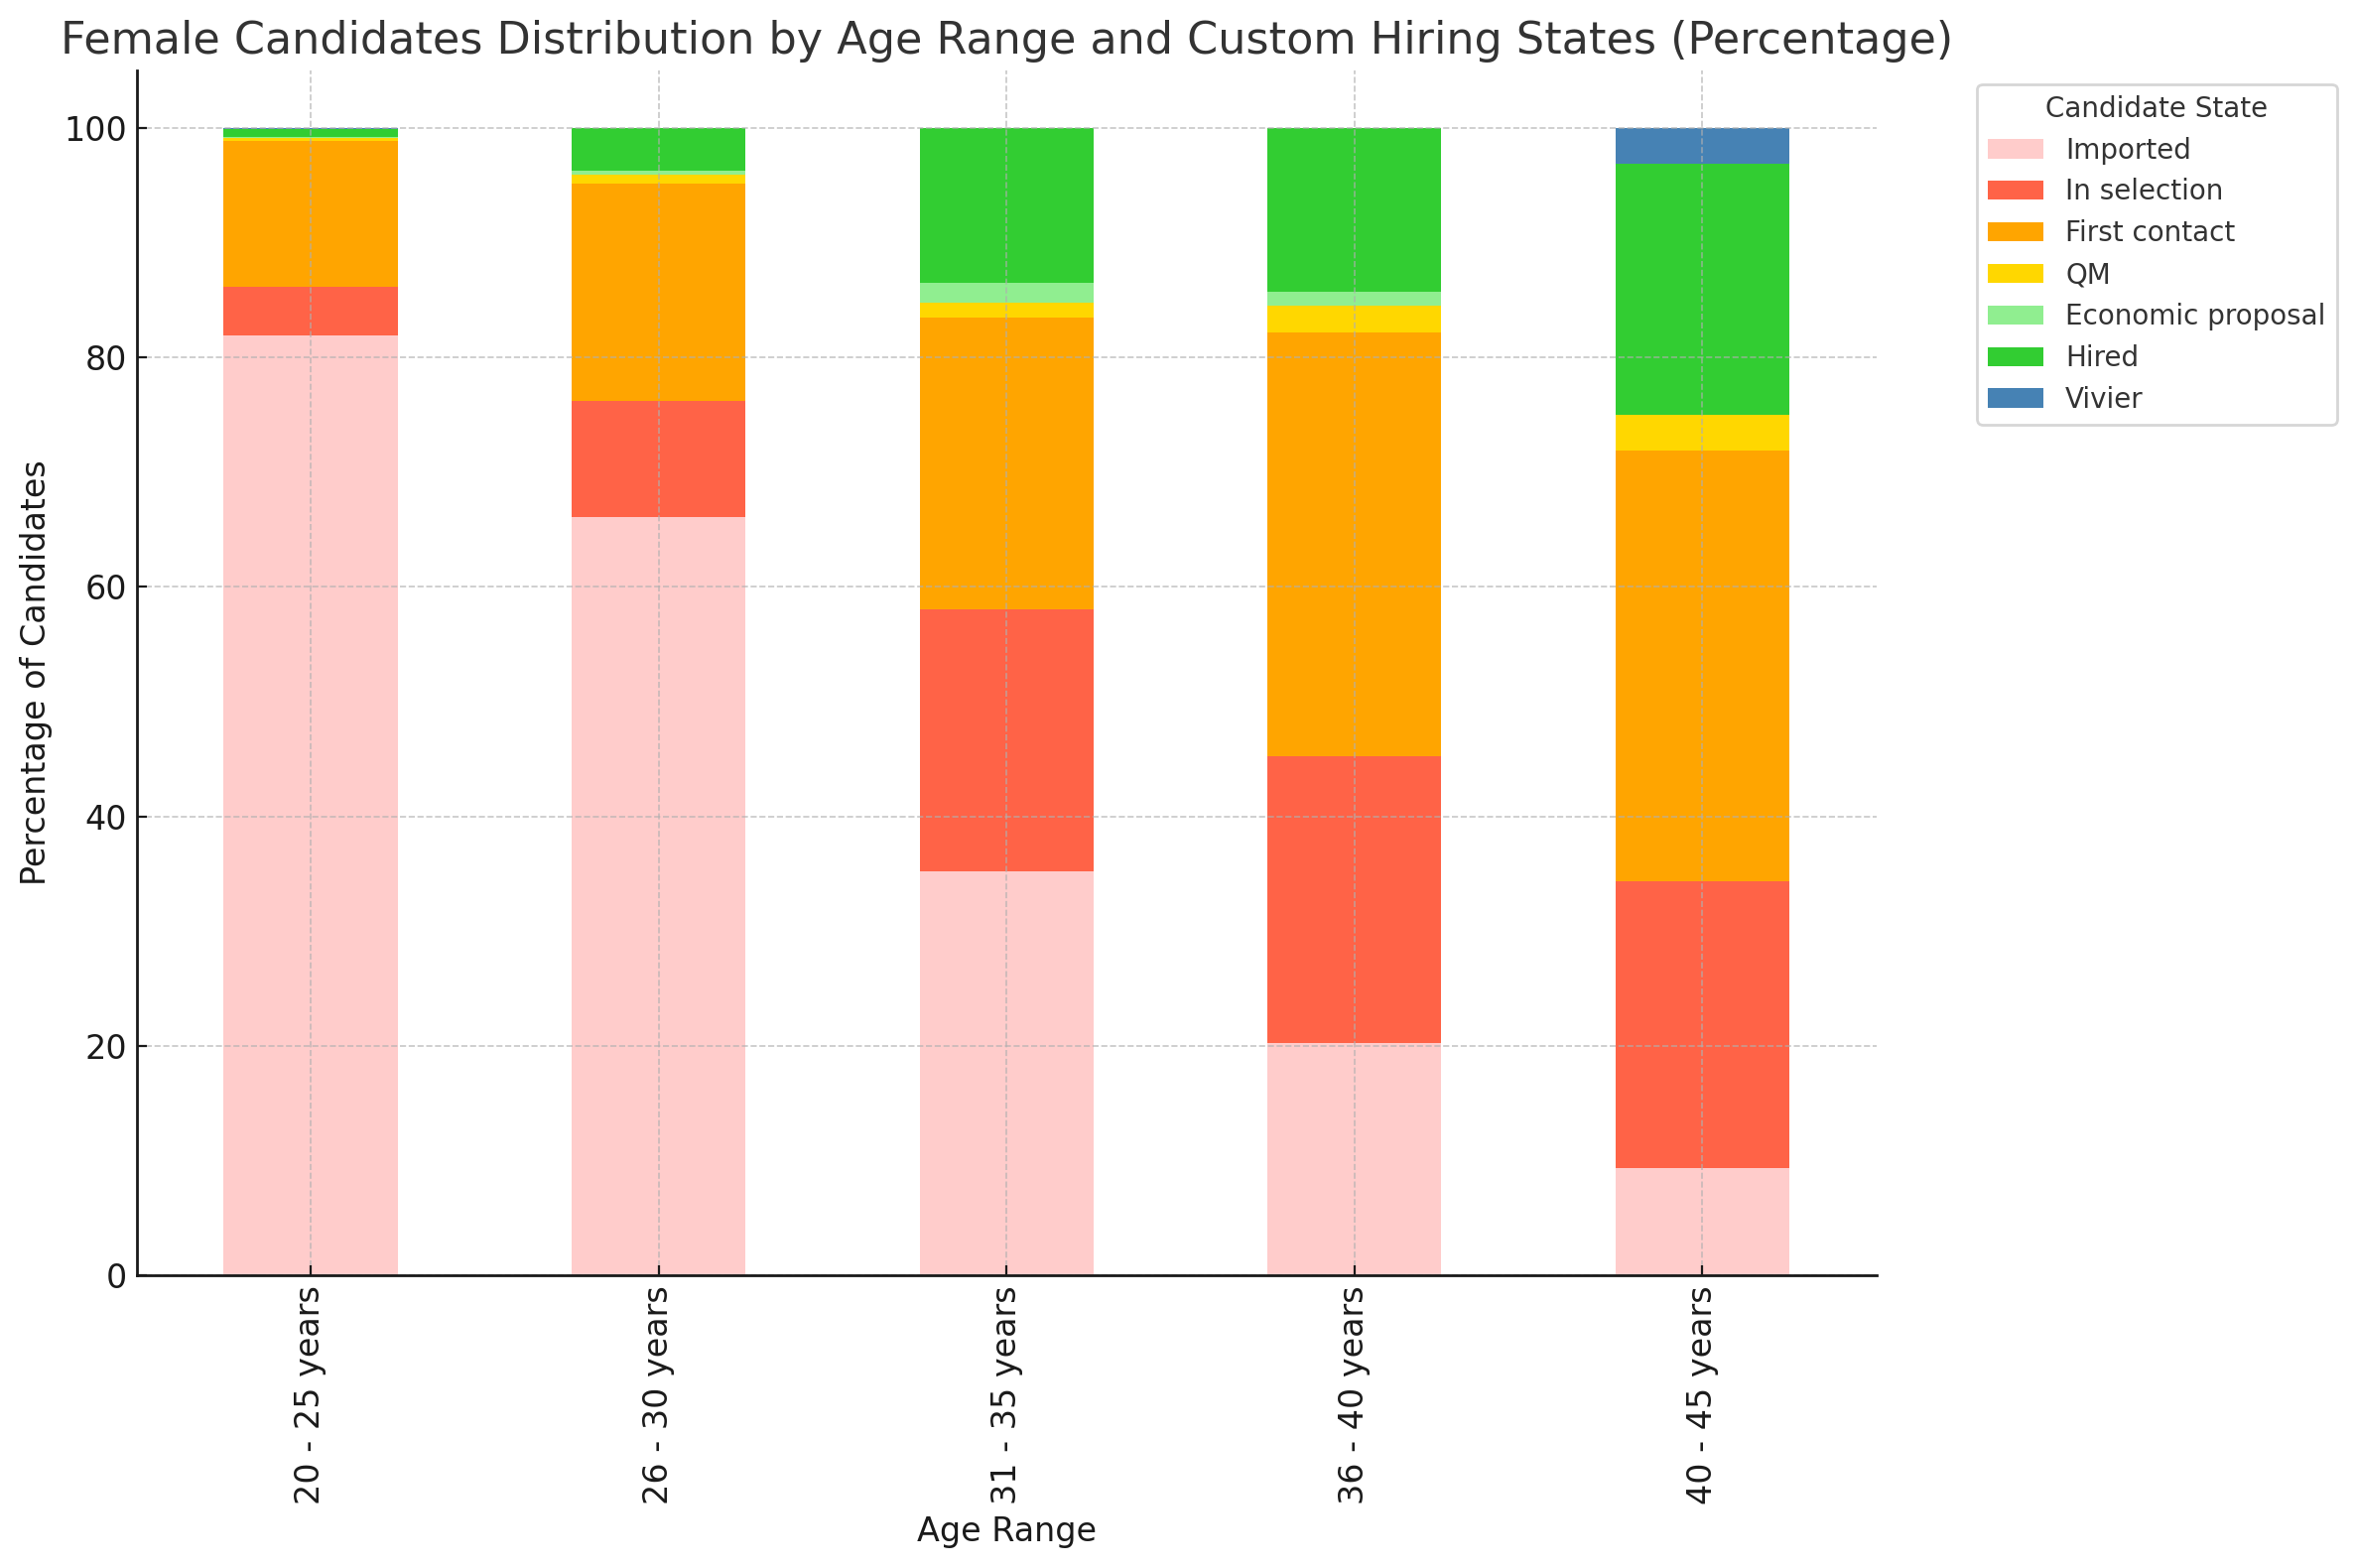 Female Candidates Distribution by Age Range and Custom Hiring States (Percentage)
Candidate State
Imported
In selection
First contact
QM
Economic proposal
Hired
Vivier
Percentage of Candidates
100
80
60
40
20
0
20 - 25 years
26 - 30 years
31 - 35 years
36 - 40 years
40 - 45 years
Age Range